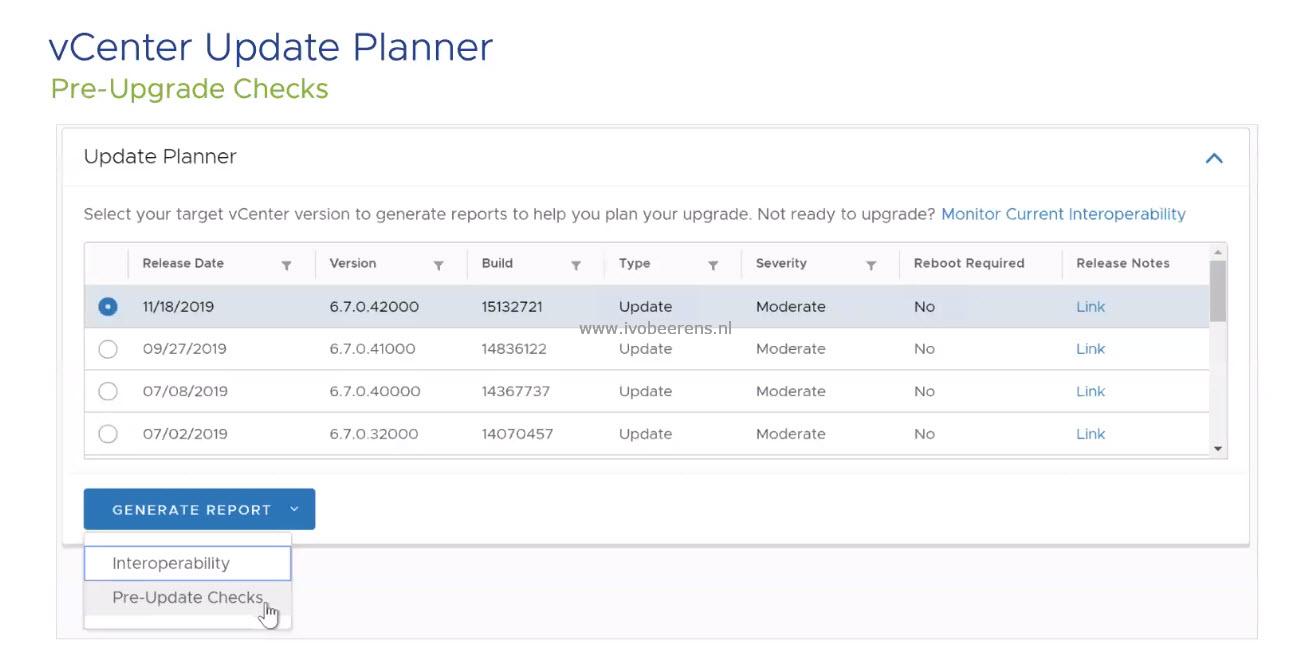 vCenter Update Planner
Pre-Upgrade Checks
Update Planner
Select your target vCenter version to generate reports to help you plan your upgrade. Not ready to upgrade? Monitor Current Interoperability
Release Date Version Build Type Severity Reboot Required Release Notes
11/18/2019 6.7.0.42000 15132721 Update Moderate No Link
www.ivobeerens.nl
09/27/2019 6.7.0.41000 14836122 Update Moderate No Link
07/08/2019 6.7.0.40000 14367737 Update Moderate No Link
07/02/2019 6.7.0.32000 14070457 Update Moderate No Link
GENERATE REPORT
Interoperability
Pre-Update Checks